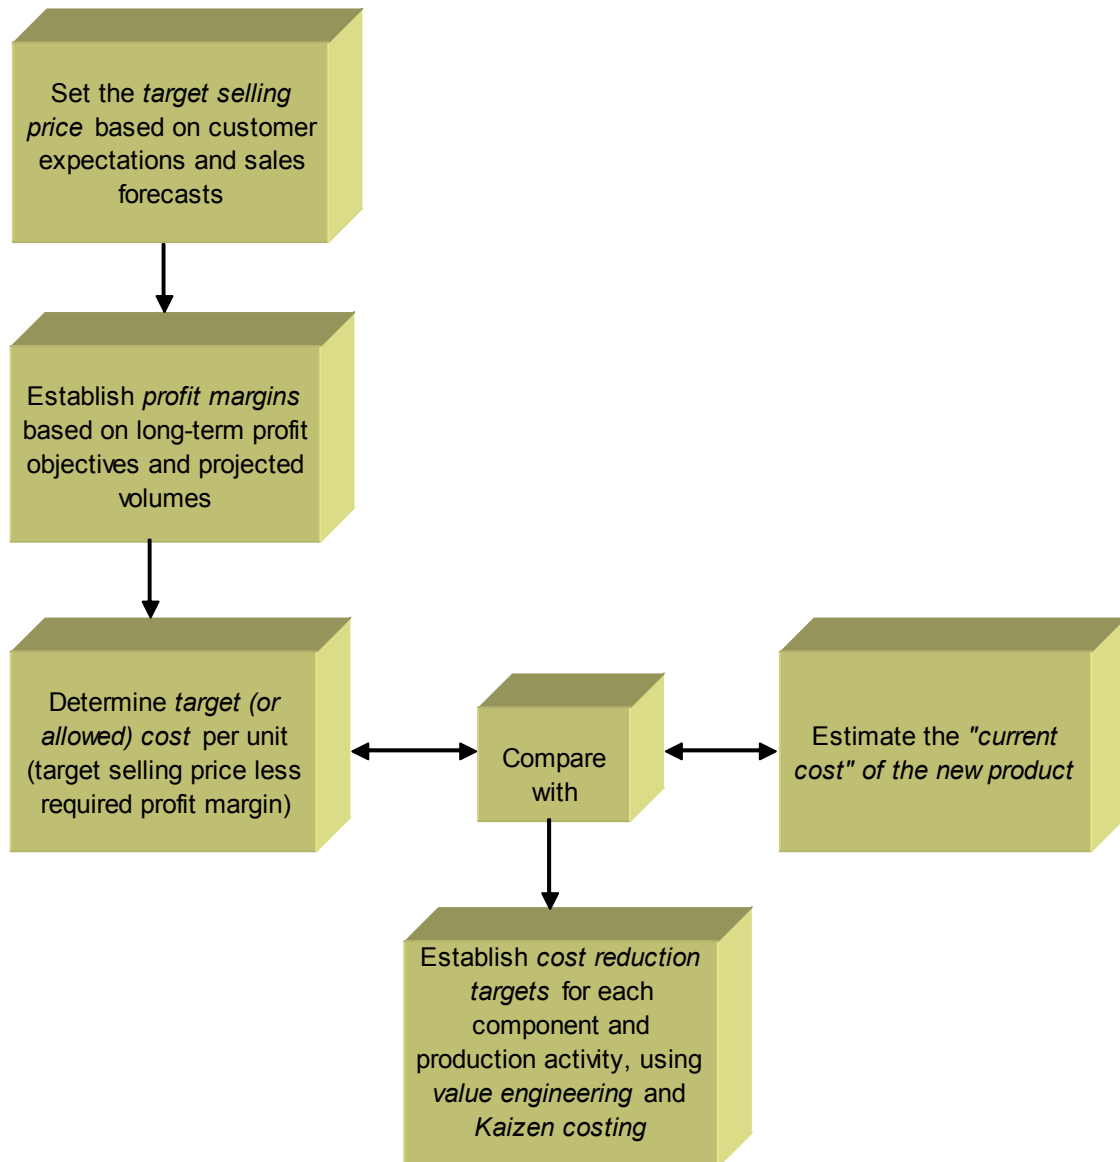 Set the target selling
price based on customer
expectations and sales
forecasts
Establish profit margins
based on long-term profit
objectives and projected
volumes
Determine target (or
allowed) cost per unit
(target selling price less
required profit margin)
Compare
with
Estimate the "current
cost" of the new product
Establish cost reduction
targets for each
component and
production activity, using
value engineering and
Kaizen costing